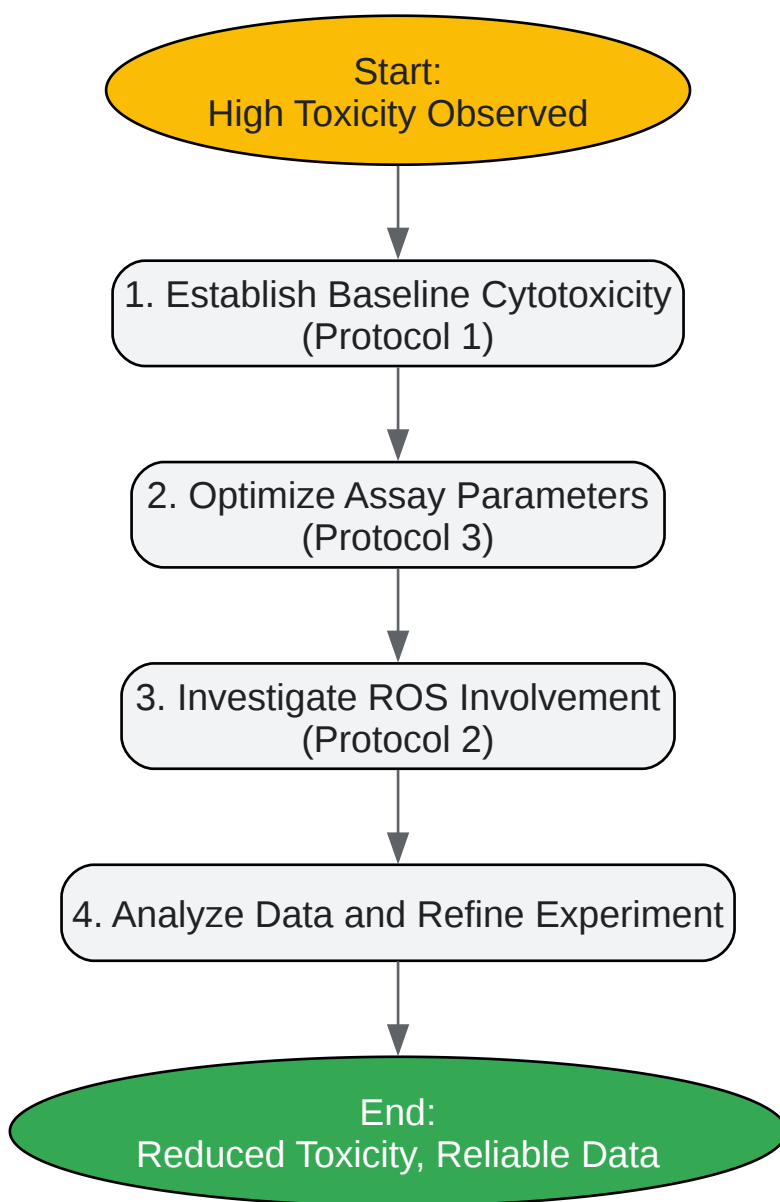 Start:
High Toxicity Observed
1. Establish Baseline Cytotoxicity
(Protocol 1)
2. Optimize Assay Parameters
(Protocol 3)
3. Investigate ROS Involvement
(Protocol 2)
4. Analyze Data and Refine Experiment
End:
Reduced Toxicity, Reliable Data